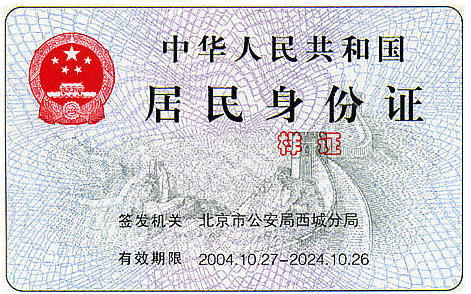 中华人民共和国
居民身份证
样 证
签发机关 北京市公安局西城分局
有效期限 2004.10.27-2024.10.26